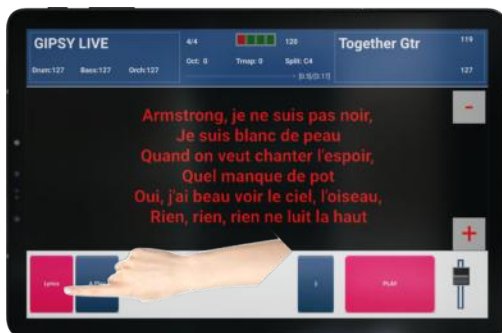 GIPSY LIVE
4/4
120
Together Gtr
119
Drum:127 Bass:127 Orch:127
Oct: 0 Trnsp: 0 Split: C4
127
Armstrong, je ne suis pas noir,
Je suis blanc de peau
Quand on veut chanter l'espoir,
Quel manque de pot
Oui, j'ai beau voir le ciel, l'oiseau,
Rien, rien, rien ne luit la haut
-
+
Lyrics
PLAY